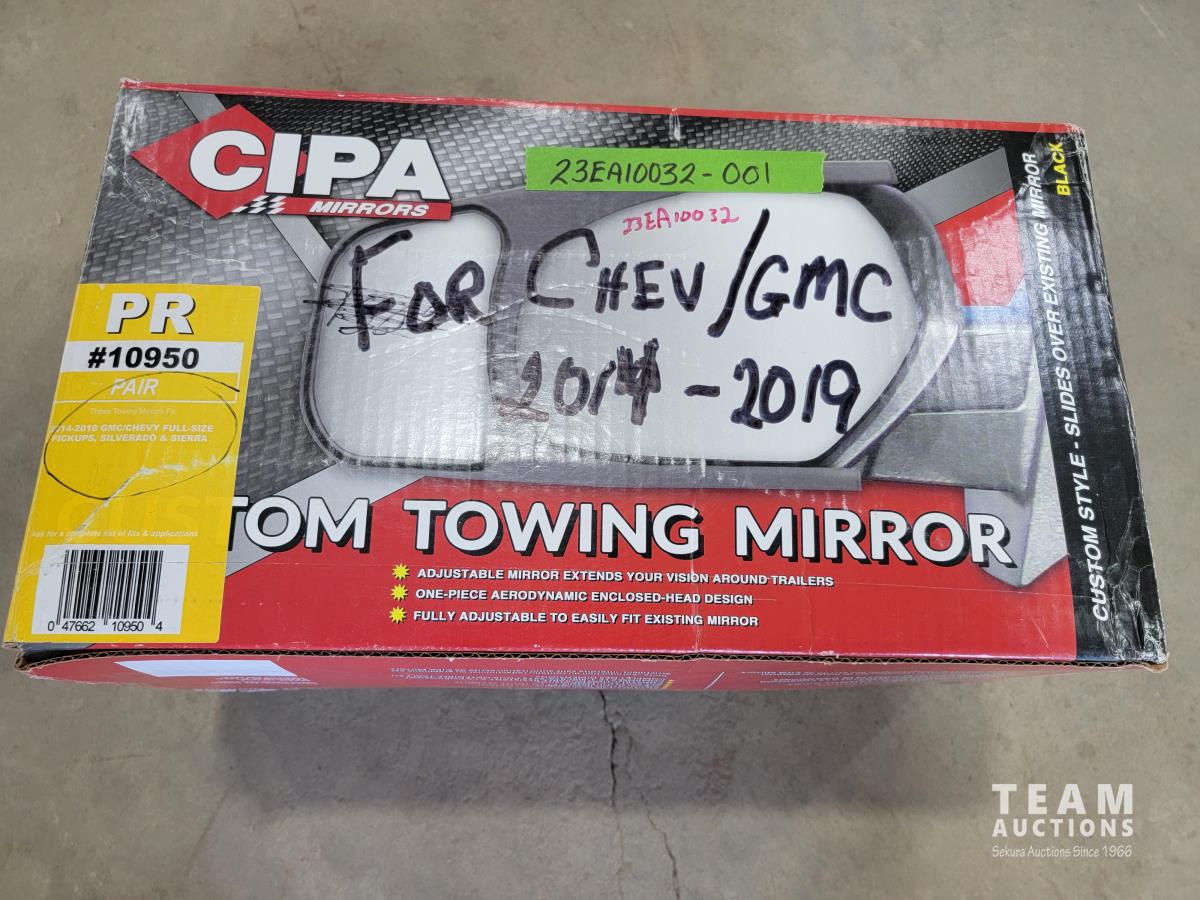 CIPA
MIRRORS
23EA10032-001
23EA10032
FOR CHEV/GMC
2014 - 2019
PR
#10950
PAIR
These Towing Mirrors Fit:
2014-2018 GMC/CHEVY FULL-SIZE
PICKUPS, SILVERADO & SIERRA
Ask for a complete list of fits & applications
0 47662 10950 4
TOM TOWING MIRROR
ADJUSTABLE MIRROR EXTENDS YOUR VISION AROUND TRAILERS
ONE-PIECE AERODYNAMIC ENCLOSED-HEAD DESIGN
FULLY ADJUSTABLE TO EASILY FIT EXISTING MIRROR
CUSTOM STYLE - SLIDES OVER EXISTING MIRROR
BLACK
TEAM
AUCTIONS
Sekura Auctions Since 1966